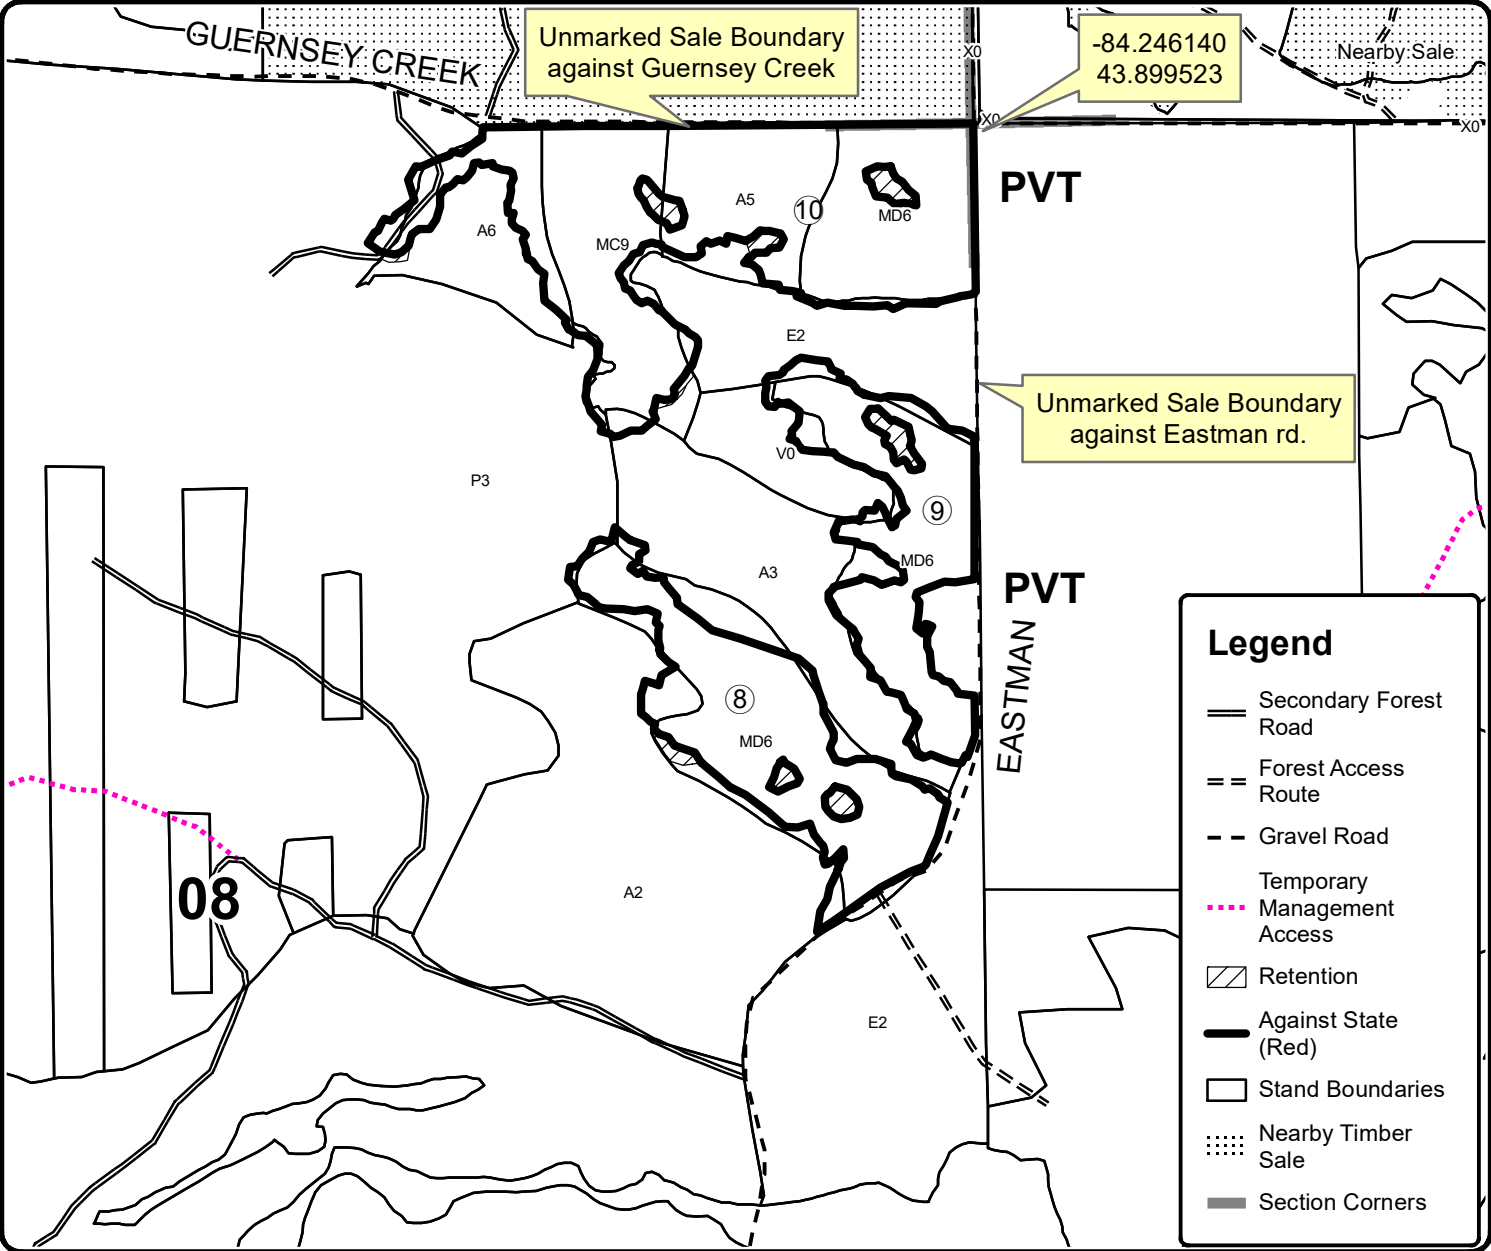 GUERNSEY CREEK
Unmarked Sale Boundary
against Guernsey Creek
X0
-84.246140
43.899523
Nearby Sale
X0
X0
PVT
A6
MC9
A5
10
MD6
E2
Unmarked Sale Boundary
against Eastman rd.
V0
P3
9
MD6
A3
PVT
EASTMAN
8
MD6
08
A2
E2
Legend
Secondary Forest
Road
Forest Access
Route
Gravel Road
Temporary
Management
Access
Retention
Against State
(Red)
Stand Boundaries
Nearby Timber
Sale
Section Corners